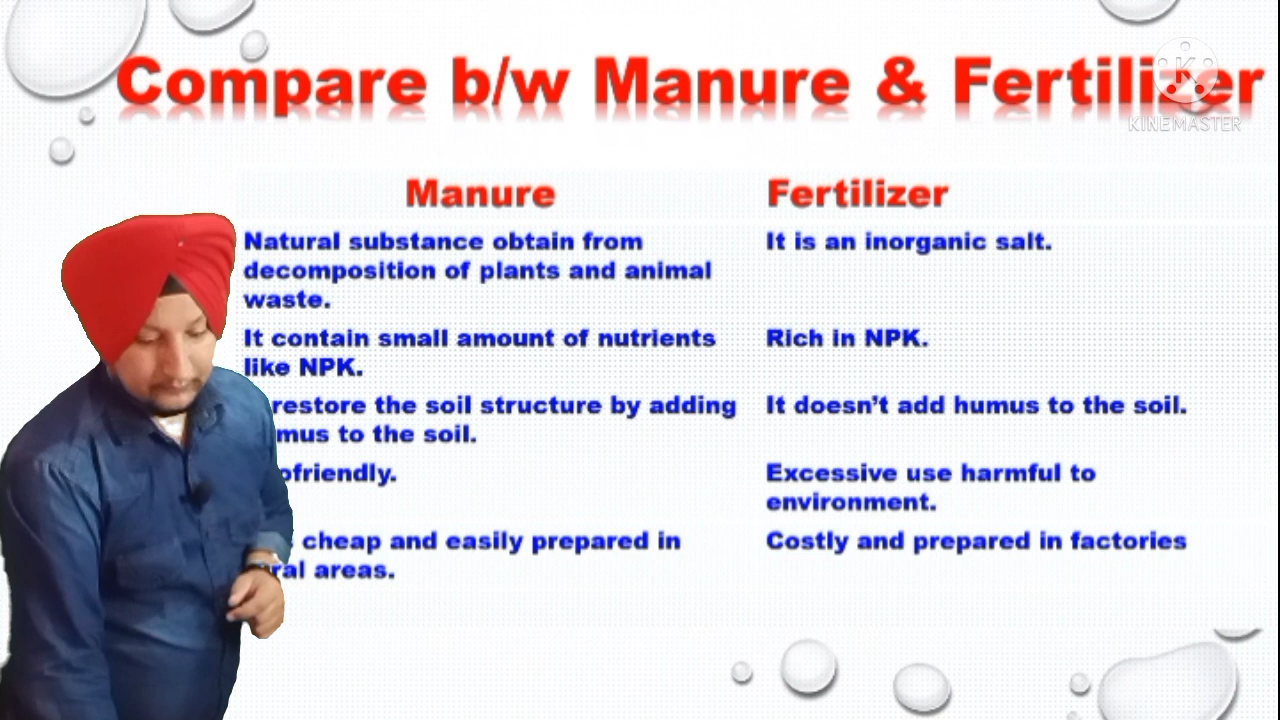 Compare b/w Manure & Fertilizer
KINEMASTER
Manure
Fertilizer
Natural substance obtain from
decomposition of plants and animal
waste.
It is an inorganic salt.
It contain small amount of nutrients
like NPK.
Rich in NPK.
restore the soil structure by adding
to the soil.
It doesn't add humus to the soil.
Excessive use harmful to
environment.
cheap and easily prepared in
areas.
Costly and prepared in factories